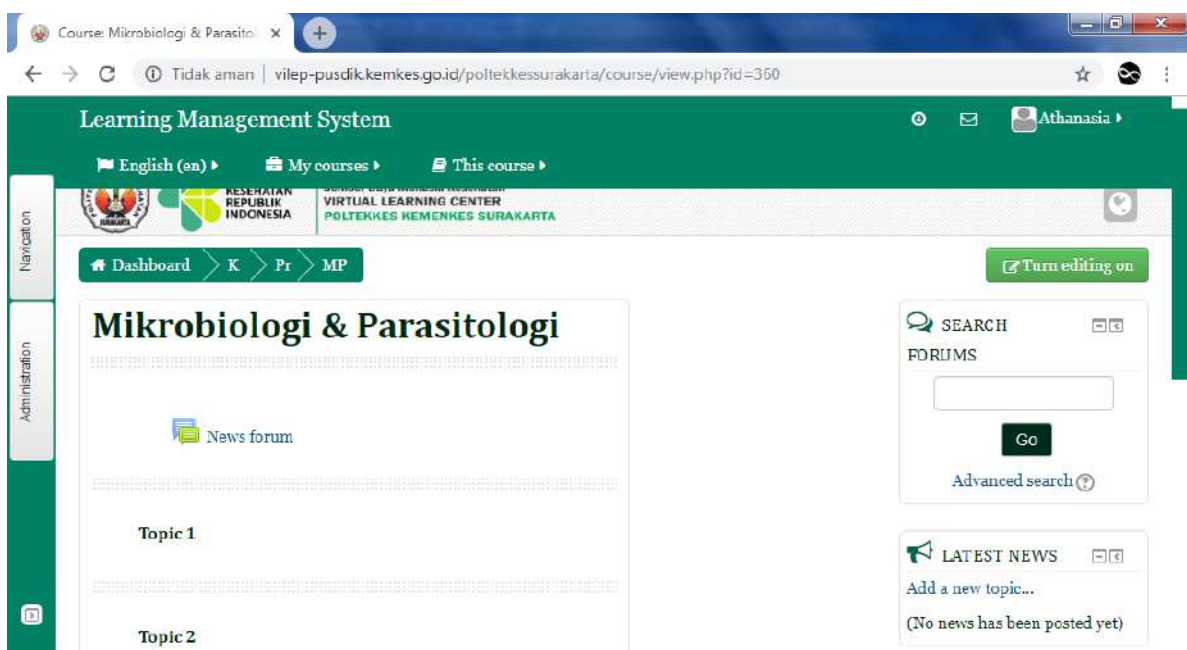 Course: Mikrobiologi & Parasitol
Tidak aman | vilep-pusdik.kemkes.go.id/poltekkessurakarta/course/view.php?id=360
Learning Management System
Athanasia
English (en)
My courses
This course
KESEHATAN
REPUBLIK
INDONESIA
VIRTUAL LEARNING CENTER
POLTEKKES KEMENKES SURAKARTA
Navigation
Administration
Dashboard
K
Pr
MP
Turn editing on
Mikrobiologi & Parasitologi
News forum
Topic 1
Topic 2
SEARCH
FORUMS
Go
Advanced search
LATEST NEWS
Add a new topic...
(No news has been posted yet)